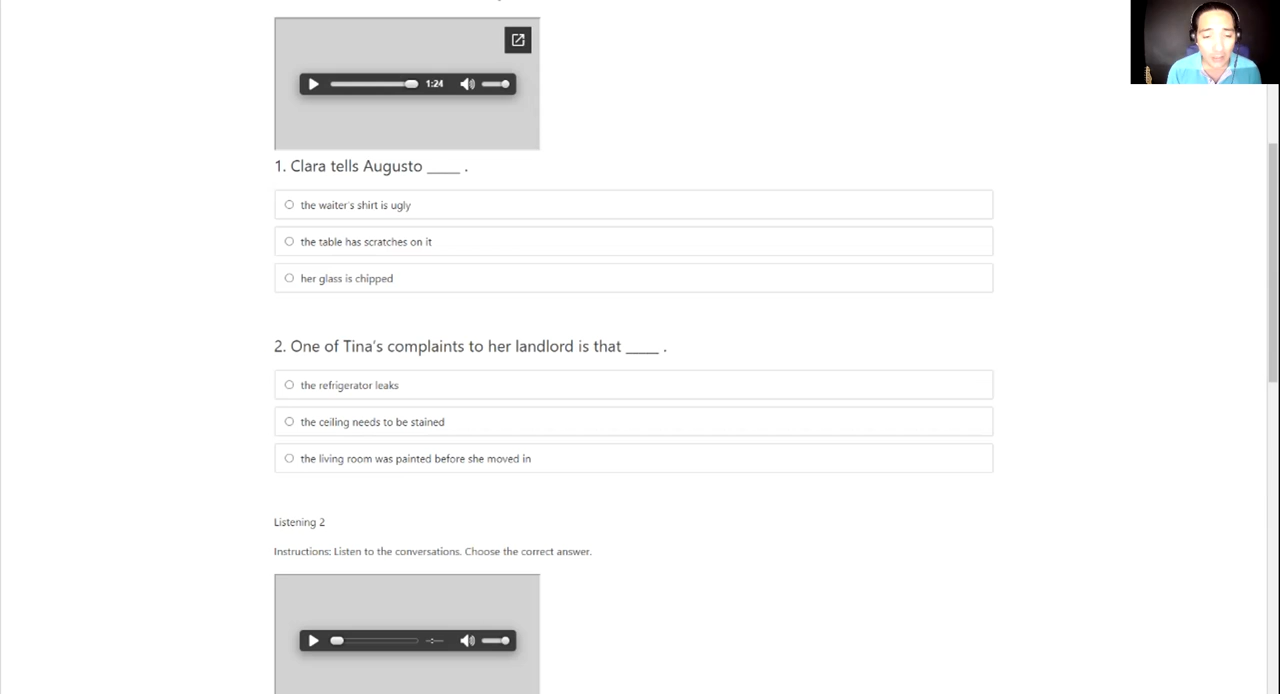 1:24
1. Clara tells Augusto _____ .
the waiter's shirt is ugly
the table has scratches on it
her glass is chipped
2. One of Tina's complaints to her landlord is that _____ .
the refrigerator leaks
the ceiling needs to be stained
the living room was painted before she moved in
Listening 2
Instructions: Listen to the conversations. Choose the correct answer.
-:--